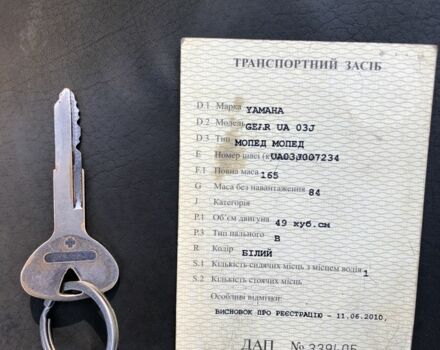 ТРАНСПОРТНИЙ ЗАСІБ
D.1 Марка YAMAHA
D.2 Модель GEAR UA 03J
D.3 Тип МОПЕД МОПЕД
E Номер шасі UA03J007234
F.1 Повна маса 165
G Маса без навантаження 84
J Категорія
P.1 Об'єм двигуна 49 куб.см
P.3 Тип пального B
R Колір БІЛИЙ
S.1 Кількість сидячих місць з місцем водія 1
S.2 Кількість стоячих місць
Особливі відмітки:
ВИСНОВОК ПРО РЕЄСТРАЦІЮ - 11.06.2010,
ДАП №